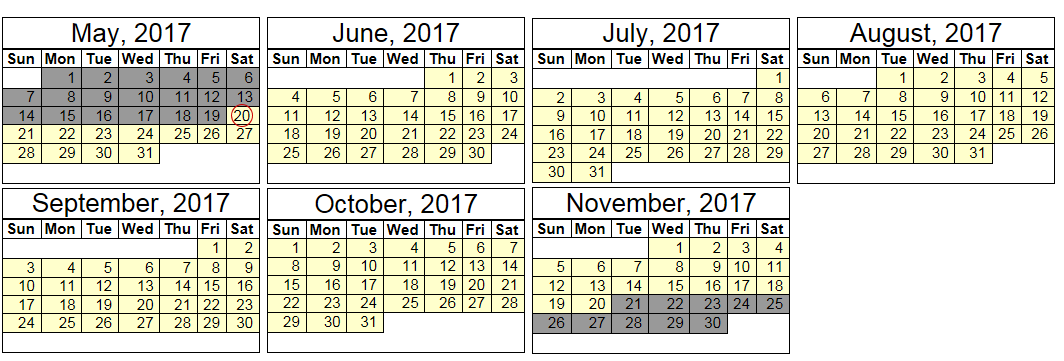 May, 2017
Sun Mon Tue Wed Thu Fri Sat
1 2 3 4 5 6
7 8 9 10 11 12 13
14 15 16 17 18 19 20
21 22 23 24 25 26 27
28 29 30 31
June, 2017
Sun Mon Tue Wed Thu Fri Sat
1 2 3
4 5 6 7 8 9 10
11 12 13 14 15 16 17
18 19 20 21 22 23 24
25 26 27 28 29 30
July, 2017
Sun Mon Tue Wed Thu Fri Sat
1
2 3 4 5 6 7 8
9 10 11 12 13 14 15
16 17 18 19 20 21 22
23 24 25 26 27 28 29
30 31
August, 2017
Sun Mon Tue Wed Thu Fri Sat
1 2 3 4 5
6 7 8 9 10 11 12
13 14 15 16 17 18 19
20 21 22 23 24 25 26
27 28 29 30 31
September, 2017
Sun Mon Tue Wed Thu Fri Sat
1 2
3 4 5 6 7 8 9
10 11 12 13 14 15 16
17 18 19 20 21 22 23
24 25 26 27 28 29 30
October, 2017
Sun Mon Tue Wed Thu Fri Sat
1 2 3 4 5 6 7
8 9 10 11 12 13 14
15 16 17 18 19 20 21
22 23 24 25 26 27 28
29 30 31
November, 2017
Sun Mon Tue Wed Thu Fri Sat
1 2 3 4
5 6 7 8 9 10 11
12 13 14 15 16 17 18
19 20 21 22 23 24 25
26 27 28 29 30